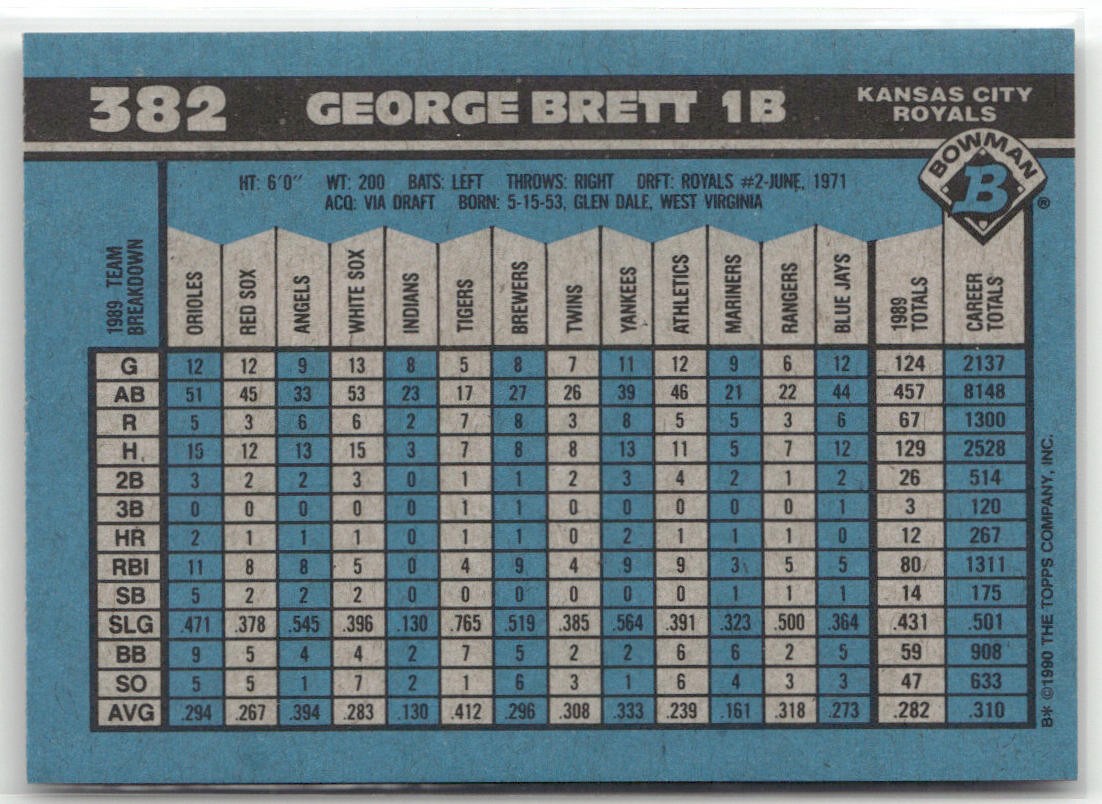 382 GEORGE BRETT 1B KANSAS CITY ROYALS
BOWMAN B ®
HT: 6'0" WT: 200 BATS: LEFT THROWS: RIGHT DRFT: ROYALS #2-JUNE, 1971
ACQ: VIA DRAFT BORN: 5-15-53, GLEN DALE, WEST VIRGINIA
1989 TEAM BREAKDOWN ORIOLES RED SOX ANGELS WHITE SOX INDIANS TIGERS BREWERS TWINS YANKEES ATHLETICS MARINERS RANGERS BLUE JAYS 1989 TOTALS CAREER TOTALS
G 12 12 9 13 8 5 8 7 11 12 9 6 12 124 2137
AB 51 45 33 53 23 17 27 26 39 46 21 22 44 457 8148
R 5 3 6 6 2 7 8 3 8 5 5 3 6 67 1300
H 15 12 13 15 3 7 8 8 13 11 5 7 12 129 2528
2B 3 2 2 3 0 1 1 2 3 4 2 1 2 26 514
3B 0 0 0 0 0 1 1 0 0 0 0 0 1 3 120
HR 2 1 1 1 0 1 1 0 2 1 1 1 0 12 267
RBI 11 8 8 5 0 4 9 4 9 9 3 5 5 80 1311
SB 5 2 2 2 0 0 0 0 0 0 1 1 1 14 175
SLG .471 .378 .545 .396 .130 .765 .519 .385 .564 .391 .323 .500 .364 .431 .501
BB 9 5 4 4 2 7 5 2 2 6 6 2 5 59 908
SO 5 5 1 7 2 1 6 3 1 6 4 3 3 47 633
AVG .294 .267 .394 .283 .130 .412 .296 .308 .333 .239 .161 .318 .273 .282 .310
B* ©1990 THE TOPPS COMPANY, INC.